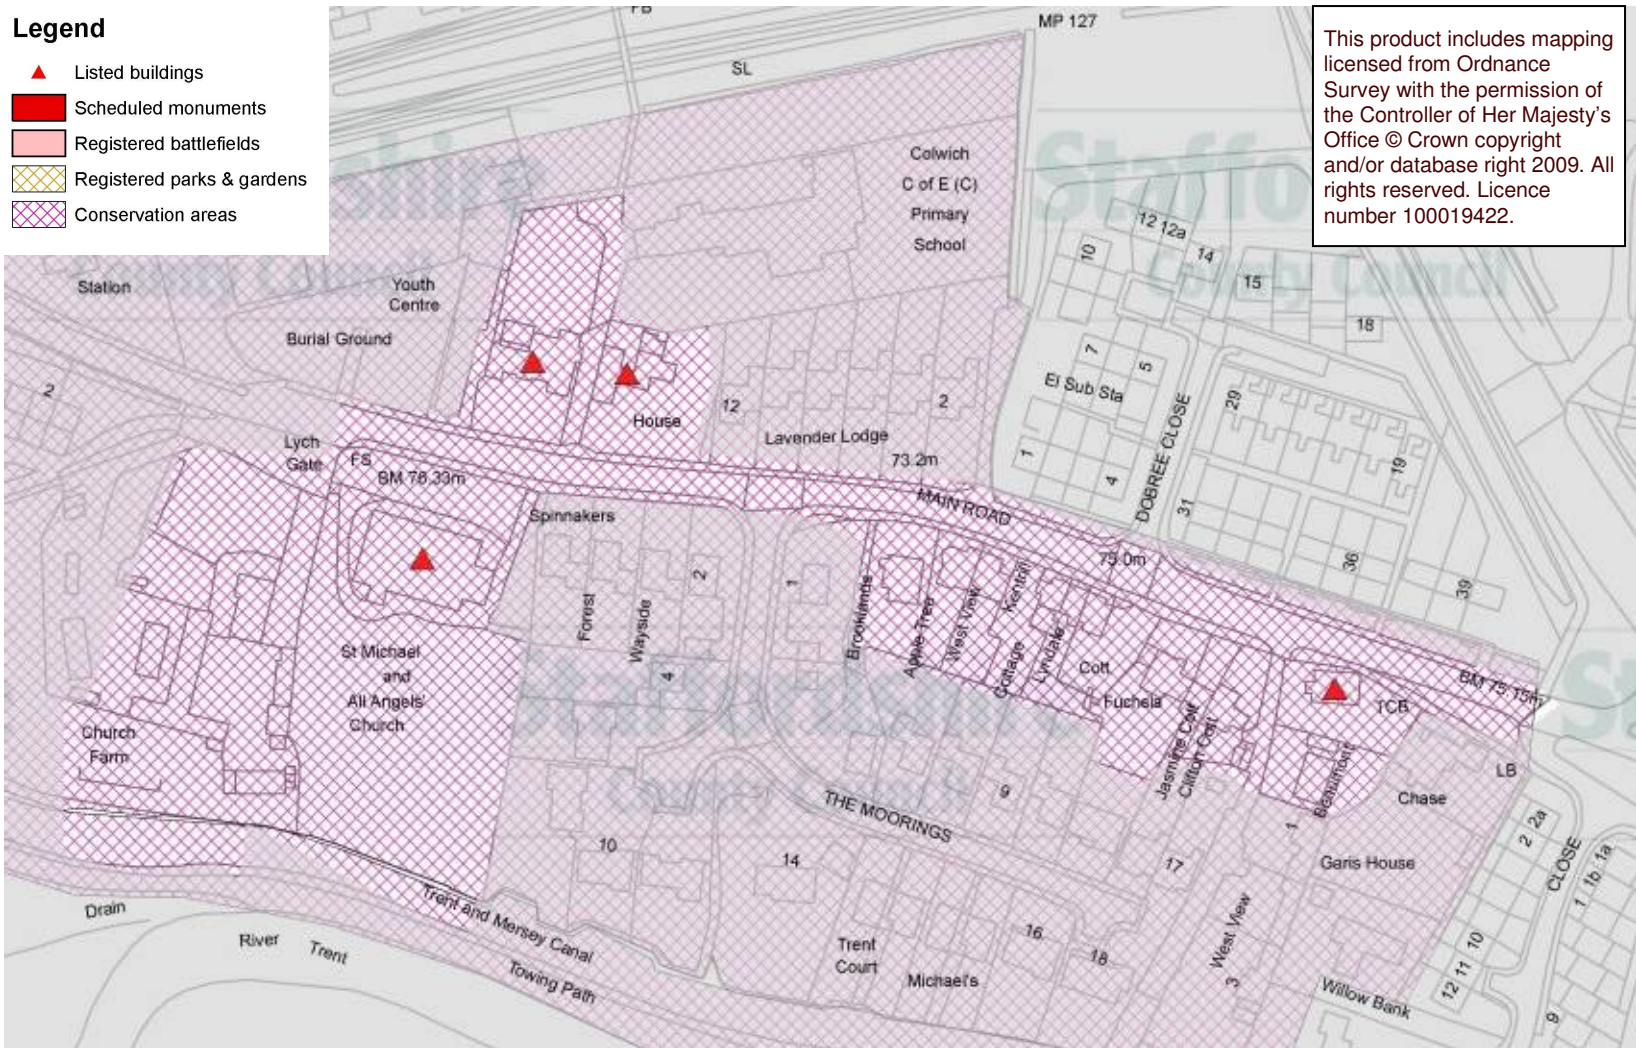 Legend
Listed buildings
Scheduled monuments
Registered battlefields
Registered parks & gardens
Conservation areas
This product includes mapping
licensed from Ordnance
Survey with the permission of
the Controller of Her Majesty's
Office © Crown copyright
and/or database right 2009. All
rights reserved. Licence
number 100019422.
MP 127
SL
Colwich
C of E (C)
Primary
School
12 12a
14
10
15
18
Station
Youth
Centre
Burial Ground
7
5
El Sub Sta
2
House
12
2
Lavender Lodge
29
DOBREE CLOSE
Lych
Gate
FS
BM 76.33m
73.2m
1
4
19
31
MAIN ROAD
Spinnakers
75.0m
36
39
2
1
Forest
Wayside
4
Brooklands
Apple Tree
West View
Kentril
Cottage
Lyndale
Cott
Fuchsia
Jasmine Cott
Clifton Cott
St Michael
and
All Angels'
Church
BM 75.15m
TCB
Church
Farm
LB
Beaumont
Chase
9
THE MOORINGS
1
2 2a
CLOSE
1 1b 1a
10
14
17
Garis House
Trent and Mersey Canal
Drain
River Trent
Towing Path
Trent
Court
Michael's
16
18
West View
3
12 11 10
Willow Bank
9
Staffo
County Council